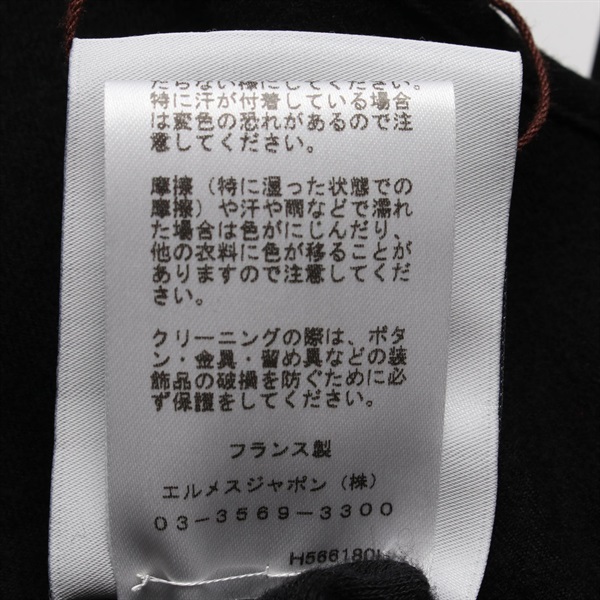 たらない様にしてください。
特に汗が付着している場合
は変色の恐れがあるので注
意してください。
摩擦（特に湿った状態での
摩擦）や汗や雨などで濡れ
た場合は色がにじんだり、
他の衣料に色が移ることが
ありますので注意してくだ
さい。
クリーニングの際は、ボタ
ン・金具・留め具などの装
飾品の破損を防ぐために必
ず保護をしてください。
フランス製
エルメスジャポン（株）
０３－３５６９－３３００